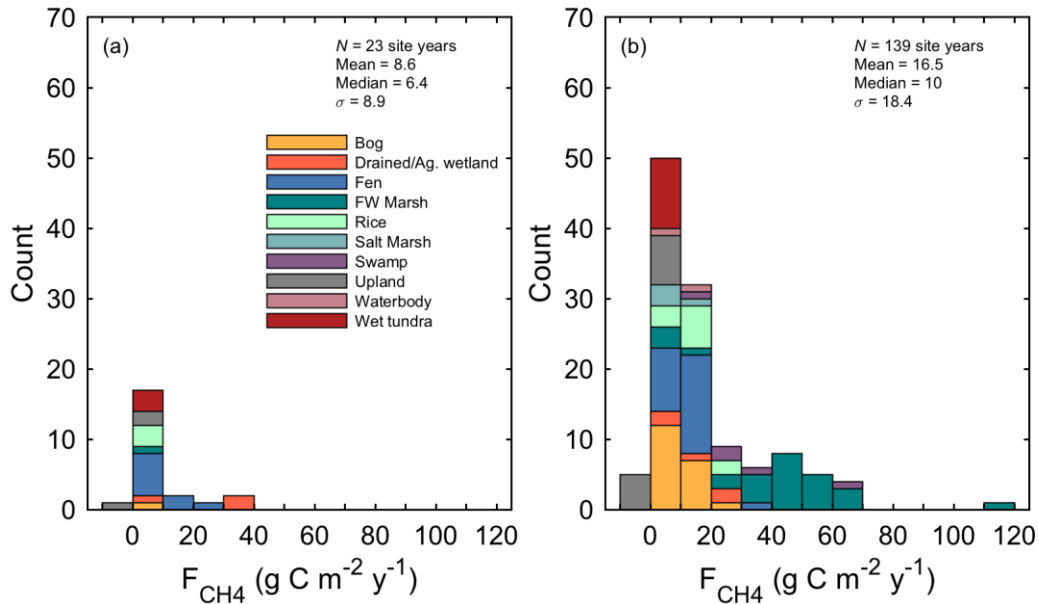 (a)
N = 23 site years
Mean = 8.6
Median = 6.4
σ = 8.9
Bog
Drained/Ag. wetland
Fen
FW Marsh
Rice
Salt Marsh
Swamp
Upland
Waterbody
Wet tundra
70
60
50
40
30
20
10
0
Count
0 20 40 60 80 100 120
F_CH4 (g C m⁻² y⁻¹)
(b)
N = 139 site years
Mean = 16.5
Median = 10
σ = 18.4
70
60
50
40
30
20
10
0
Count
0 20 40 60 80 100 120
F_CH4 (g C m⁻² y⁻¹)